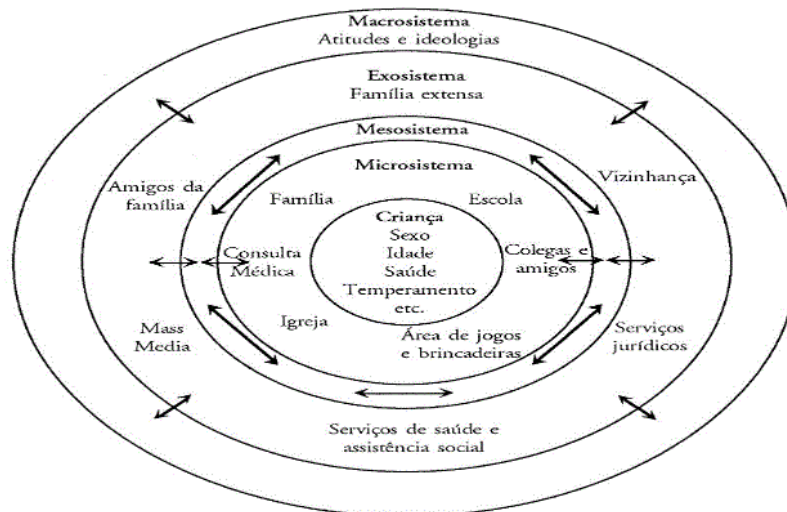 Macrosistema
Atitudes e ideologias
Exosistema
Família extensa
Mesosistema
Microsistema
Amigos da
família
Família
Escola
Vizinhança
Criança
Sexo
Idade
Saúde
Temperamento
etc.
Consulta
Médica
Colegas e
amigos
Igreja
Área de jogos
e brincadeiras
Mass
Media
Serviços
jurídicos
Serviços de saúde e
assistência social